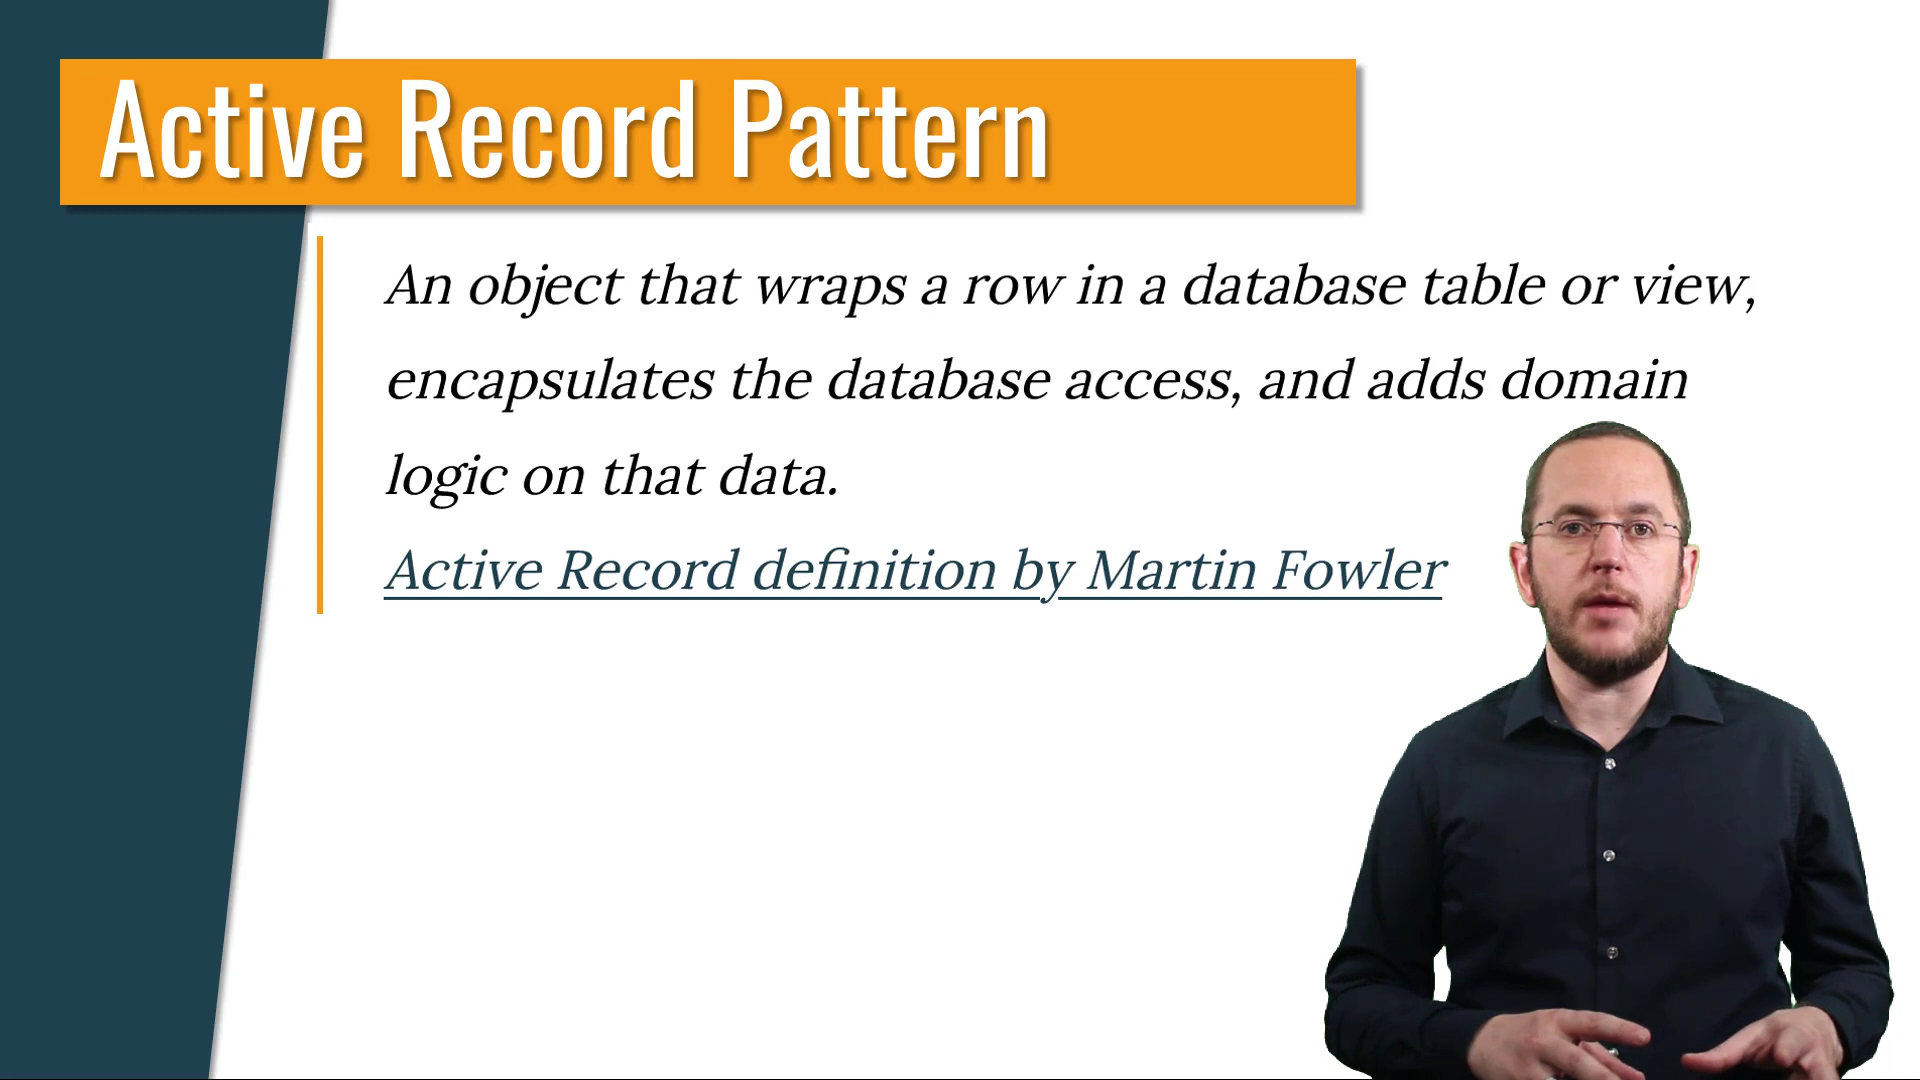 Active Record Pattern
An object that wraps a row in a database table or view,
encapsulates the database access, and adds domain
logic on that data.
Active Record definition by Martin Fowler